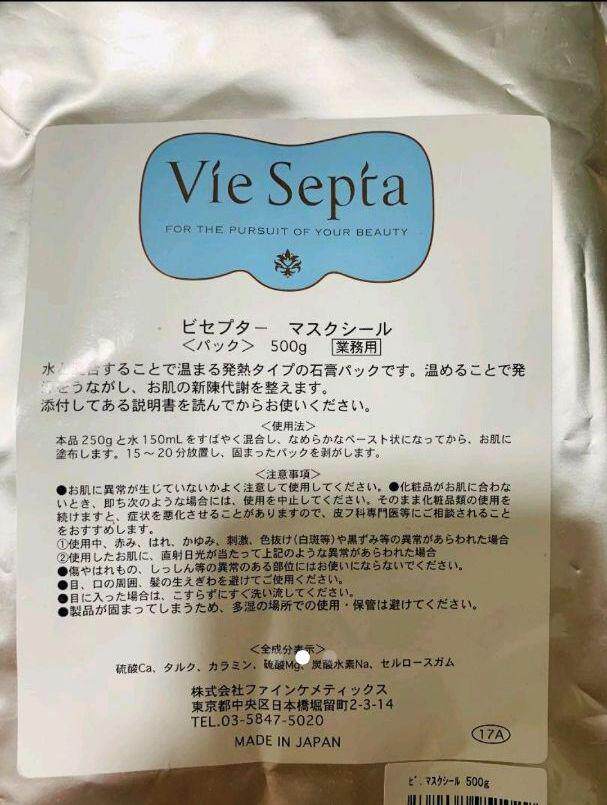 Vie Septa
FOR THE PURSUIT OF YOUR BEAUTY
ビセプター マスクシール
＜パック＞ 500g 業務用
水と混合することで温まる発熱タイプの石膏パックです。温めることで発
汗をうながし、お肌の新陳代謝を整えます。
添付してある説明書を読んでからお使いください。
＜使用法＞
本品250gと水150mLをすばやく混合し、なめらかなペースト状になってから、お肌に
塗布します。15～20分放置し、固まったパックを剥がします。
＜注意事項＞
●お肌に異常が生じていないかよく注意して使用してください。●化粧品がお肌に合わな
いとき、即ち次のような場合には、使用を中止してください。そのまま化粧品類の使用を
続けますと、症状を悪化させることがありますので、皮フ科専門医等にご相談されること
をおすすめします。
①使用中、赤み、はれ、かゆみ、刺激、色抜け(白斑等)や黒ずみ等の異常があらわれた場合
②使用したお肌に、直射日光が当たって上記のような異常があらわれた場合
●傷やはれもの、しっしん等の異常のある部位にはお使いにならないでください。
●目、口の周囲、髪の生えぎわを避けてご使用ください。
●目に入った場合は、こすらずにすぐ洗い流してください。
●製品が固まってしまうため、多湿の場所での使用・保管は避けてください。
＜全成分表示＞
硫酸Ca、タルク、カラミン、硫酸Mg、炭酸水素Na、セルロースガム
株式会社ファインケメティックス
東京都中央区日本橋堀留町2-3-14
TEL.03-5847-5020
MADE IN JAPAN
17A
ビ．マスクシール 500g